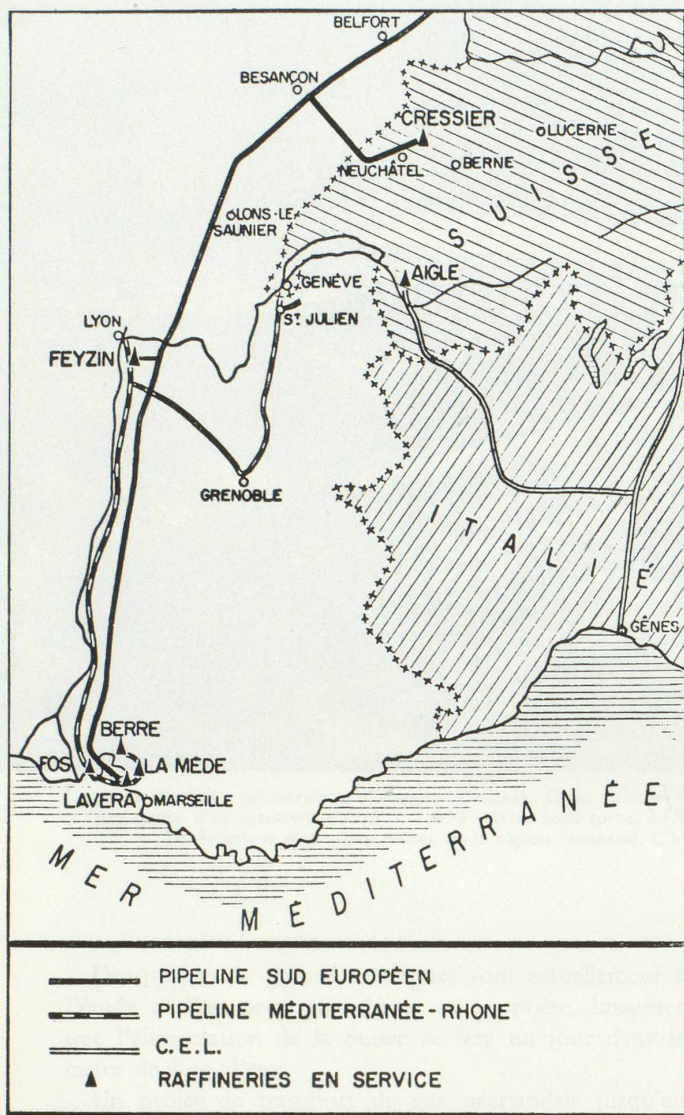 BELFORT
BESANÇON
CRESSIER
LUCERNE
NEUCHÂTEL
BERNE
SUISSE
LONS-LE
SAUNIER
GENÈVE
AIGLE
ST JULIEN
LYON
FEYZIN
GRENOBLE
ITALIÉ
GÊNES
BERRE
FOS
LA MÈDE
LAVERA
MARSEILLE
MER MÉDITERRANÉE
PIPELINE SUD EUROPÉEN
PIPELINE MÉDITERRANÉE-RHONE
C.E.L.
RAFFINERIES EN SERVICE